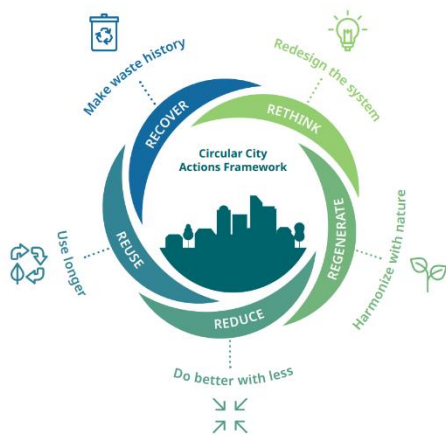 Circular City
Actions Framework
RETHINK
Redesign the system
REGENERATE
Harmonize with nature
REDUCE
Do better with less
REUSE
Use longer
RECOVER
Make waste history